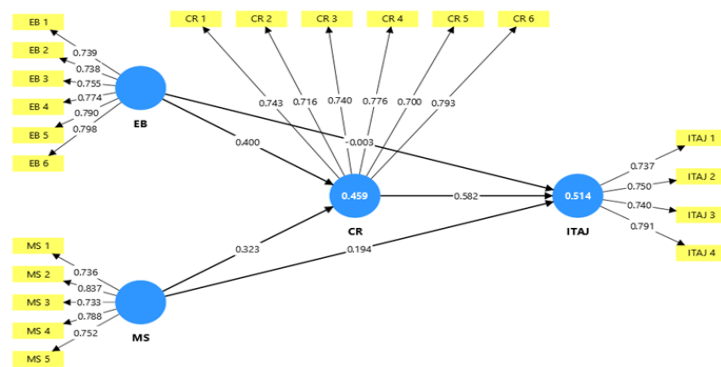 EB 1
EB 2
EB 3
EB 4
EB 5
EB 6
0.739
0.738
0.755
0.774
0.790
0.798
EB
CR 1
CR 2
CR 3
CR 4
CR 5
CR 6
0.743
0.716
0.740
0.776
0.700
0.793
0.400
-0.003
0.459
CR
0.582
0.323
0.194
0.514
ITAJ
ITAJ 1
ITAJ 2
ITAJ 3
ITAJ 4
0.737
0.750
0.740
0.791
MS 1
MS 2
MS 3
MS 4
MS 5
0.736
0.837
0.733
0.788
0.752
MS